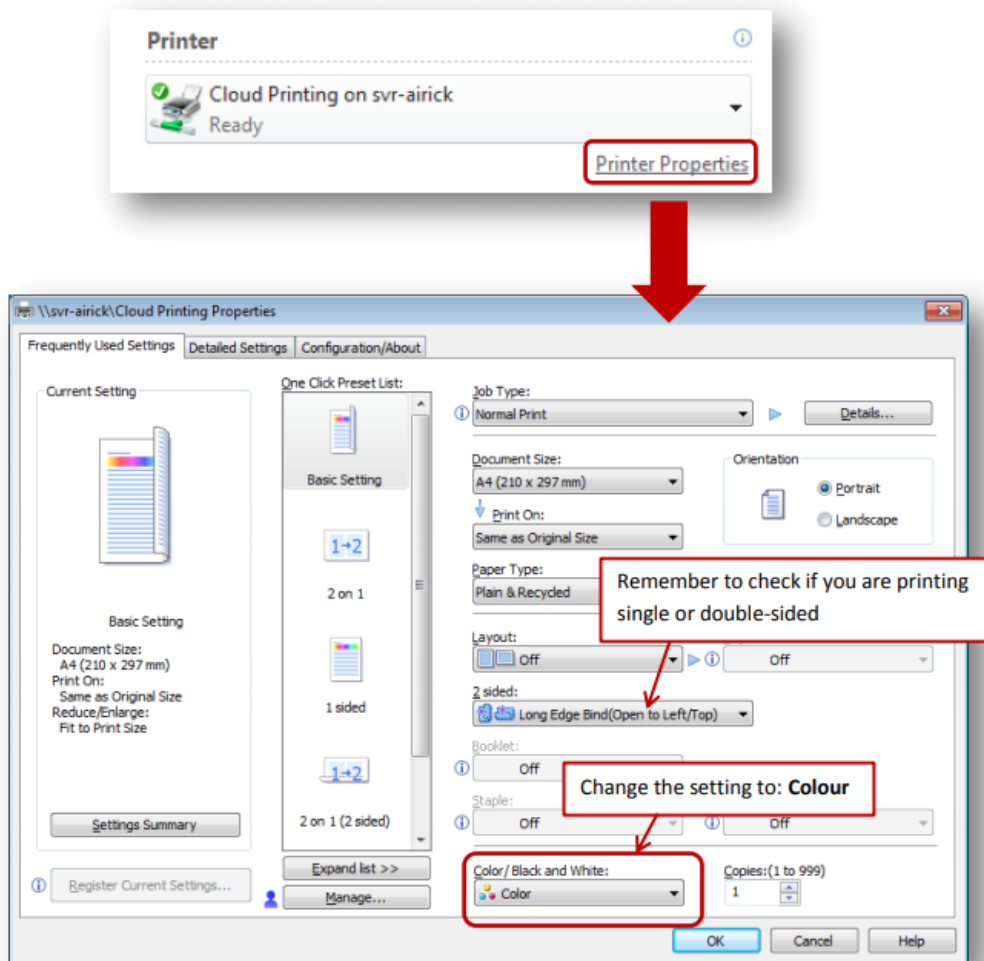 Printer
Cloud Printing on svr-airick
Ready
Printer Properties
\\svr-airick\Cloud Printing Properties
Frequently Used Settings
Detailed Settings
Configuration/About
Current Setting
Basic Setting
Document Size:
A4 (210 x 297 mm)
Print On:
Same as Original Size
Reduce/Enlarge:
Fit to Print Size
Settings Summary
Register Current Settings...
One Click Preset List:
Basic Setting
1→2
2 on 1
1 sided
1→2
2 on 1 (2 sided)
Expand list >>
Manage...
Job Type:
Normal Print
Details...
Document Size:
A4 (210 x 297 mm)
Print On:
Same as Original Size
Orientation
Portrait
Landscape
Paper Type:
Plain & Recycled
Remember to check if you are printing
single or double-sided
Layout:
Off
Off
2 sided:
Long Edge Bind(Open to Left/Top)
Booklet:
Off
Change the setting to: Colour
Staple:
Off
Off
Color/ Black and White:
Color
Copies:(1 to 999)
1
OK
Cancel
Help